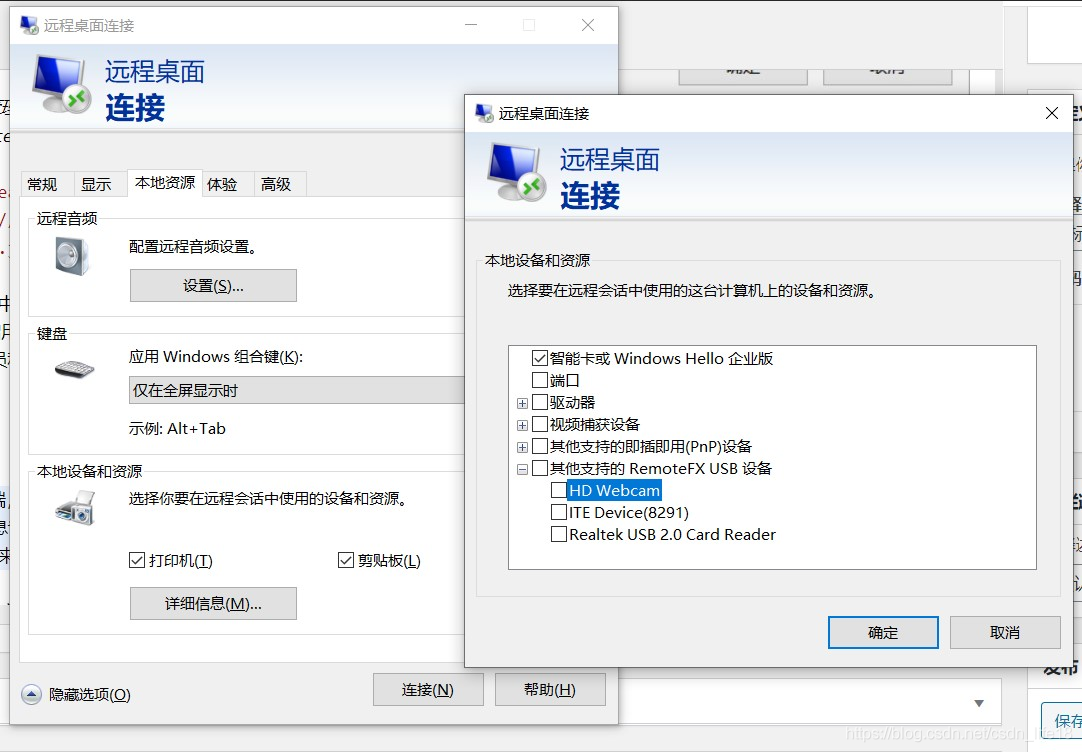 远程桌面连接
远程桌面
连接
常规
显示
本地资源
体验
高级
远程音频
配置远程音频设置。
设置(S)...
键盘
应用 Windows 组合键(K):
仅在全屏显示时
示例: Alt+Tab
本地设备和资源
选择你要在远程会话中使用的设备和资源。
打印机(T)
剪贴板(L)
详细信息(M)...
隐藏选项(O)
连接(N)
帮助(H)
确定
取消
远程桌面连接
远程桌面
连接
本地设备和资源
选择要在远程会话中使用的这台计算机上的设备和资源。
智能卡或 Windows Hello 企业版
端口
驱动器
视频捕获设备
其他支持的即插即用(PnP)设备
其他支持的 RemoteFX USB 设备
HD Webcam
ITE Device(8291)
Realtek USB 2.0 Card Reader
确定
取消
发布
保存